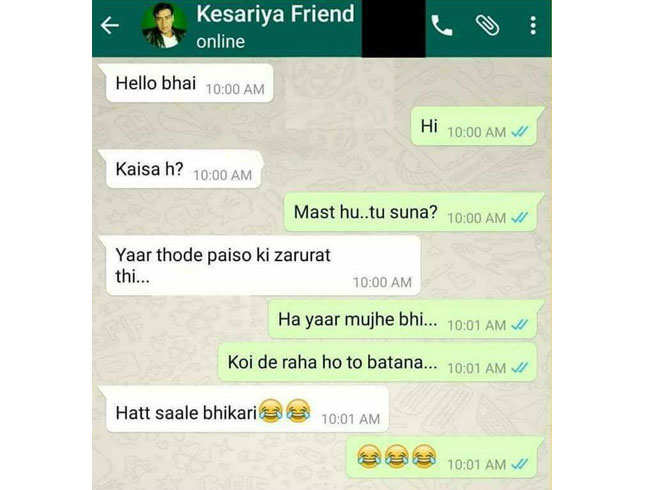 Kesariya Friend
online
Hello bhai 10:00 AM
Hi 10:00 AM
Kaisa h? 10:00 AM
Mast hu..tu suna? 10:00 AM
Yaar thode paiso ki zarurat
thi... 10:00 AM
Ha yaar mujhe bhi... 10:01 AM
Koi de raha ho to batana... 10:01 AM
Hatt saale bhikari😂😂 10:01 AM
😂😂😂 10:01 AM